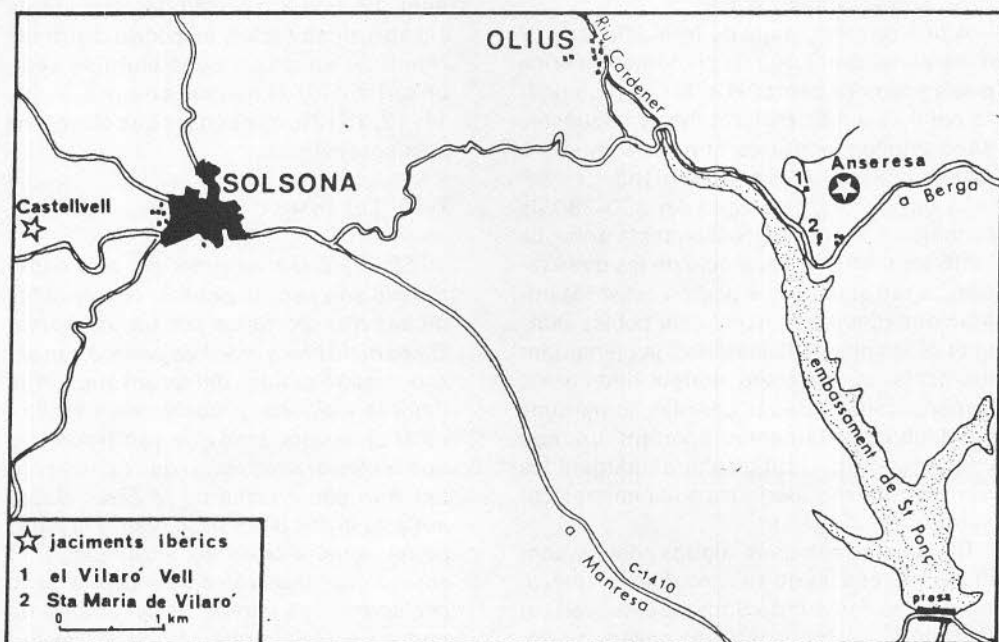 OLIUS
Riu Cardener
Anseresa
1
a Berga
2
SOLSONA
Castellvell
embassament de St Ponç
presa
C-1410
a Manresa
jaciments ibèrics
1 el Vilaró Vell
2 Sta Maria de Vilaró
0 1 km